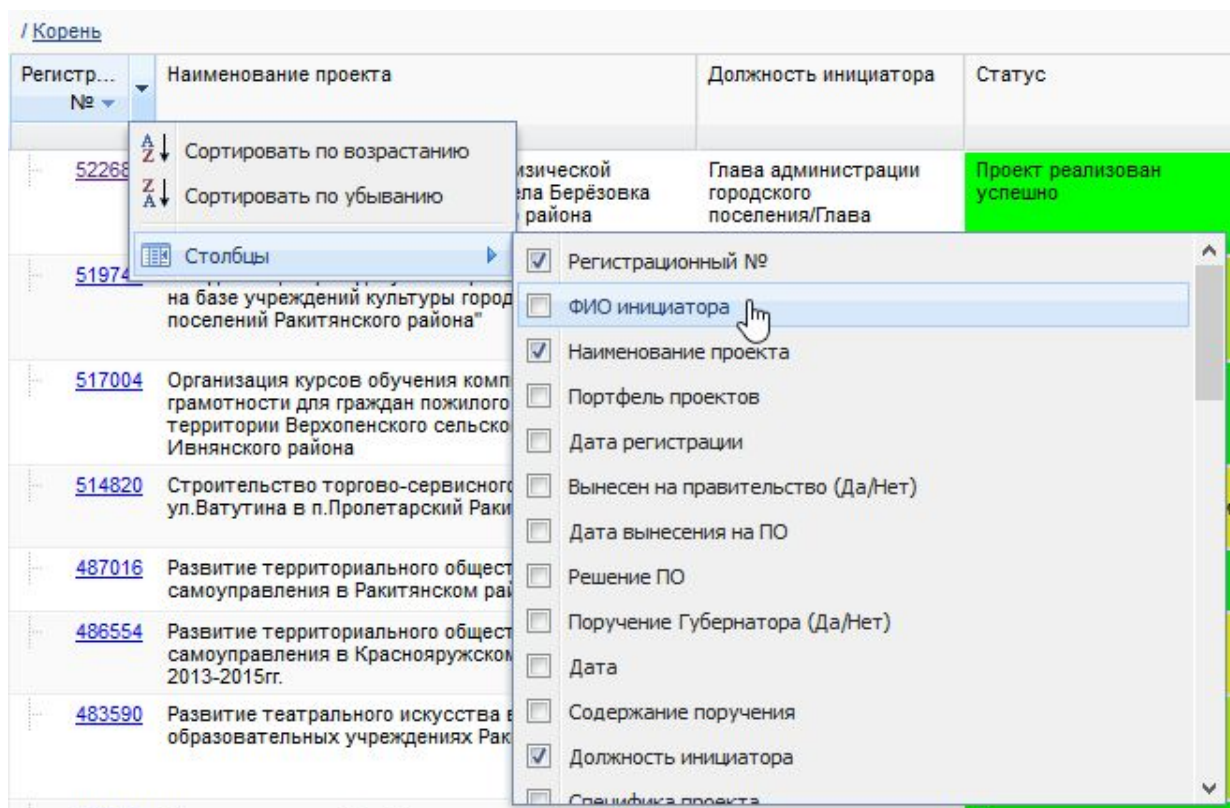 / Корень
Регистр...
№
Наименование проекта
Должность инициатора
Статус
Сортировать по возрастанию
Сортировать по убыванию
Столбцы
Регистрационный №
ФИО инициатора
Наименование проекта
Портфель проектов
Дата регистрации
Вынесен на правительство (Да/Нет)
Дата вынесения на ПО
Решение ПО
Поручение Губернатора (Да/Нет)
Дата
Содержание поручения
Должность инициатора
Специфика проекта
52268
изической
ела Берёзовка
района
Глава администрации
городского
поселения/Глава
Проект реализован
успешно
51974
на базе учреждений культуры город
поселений Ракитянского района"
517004
Организация курсов обучения комп
грамотности для граждан пожилого
территории Верхопенского сельско
Ивнянского района
514820
Строительство торгово-сервисного
ул.Ватутина в п.Пролетарский Раки
487016
Развитие территориального общест
самоуправления в Ракитянском рай
486554
Развитие территориального общест
самоуправления в Краснояружском
2013-2015гг.
483590
Развитие театрального искусства в
образовательных учреждениях Рак